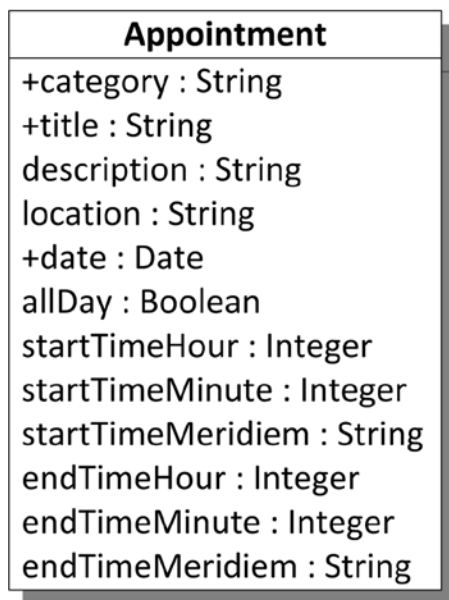 Appointment
+category : String
+title : String
description : String
location : String
+date : Date
allDay : Boolean
startTimeHour : Integer
startTimeMinute : Integer
startTimeMeridiem : String
endTimeHour : Integer
endTimeMinute : Integer
endTimeMeridiem : String